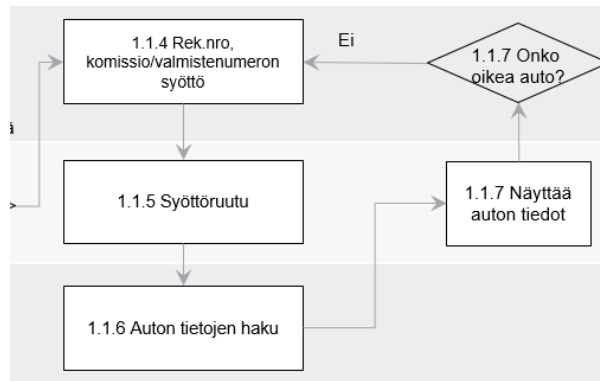 1.1.4 Rek.nro,
komissio/valmistenumeron
syöttö
Ei
1.1.7 Onko
oikea auto?
ä
1.1.5 Syöttöruutu
1.1.7 Näyttää
auton tiedot
1.1.6 Auton tietojen haku